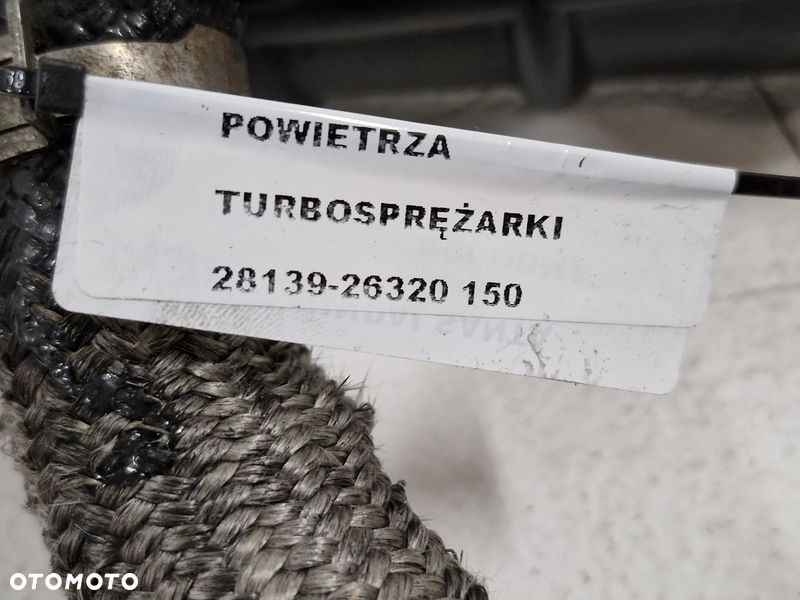 POWIETRZA
TURBOSPRĘŻARKI
28139-26320 150
OTOMOTO